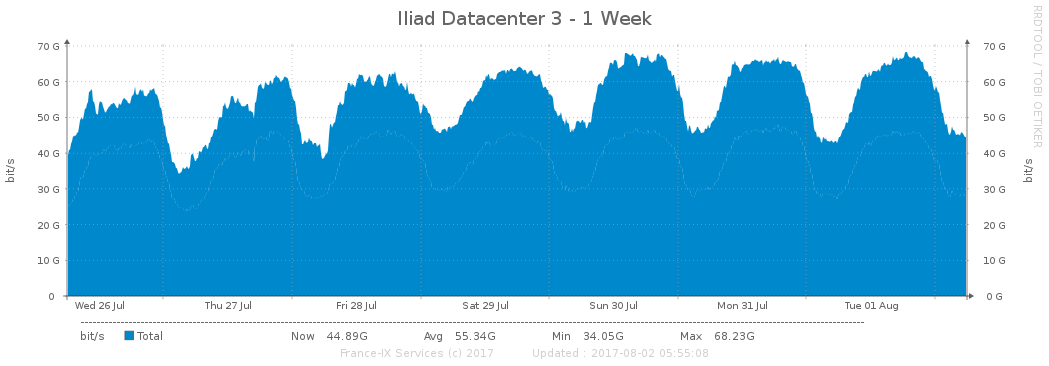 Iliad Datacenter 3 - 1 Week
RRDTOOL / TOBI OETIKER
70 G 70 G
60 G 60 G
50 G 50 G
40 G 40 G
30 G 30 G
20 G 20 G
10 G 10 G
0 0 G
bit/s bit/s
Wed 26 Jul Thu 27 Jul Fri 28 Jul Sat 29 Jul Sun 30 Jul Mon 31 Jul Tue 01 Aug
bit/s Total Now 44.89G Avg 55.34G Min 34.05G Max 68.23G
France-IX Services (c) 2017 Updated : 2017-08-02 05:55:08